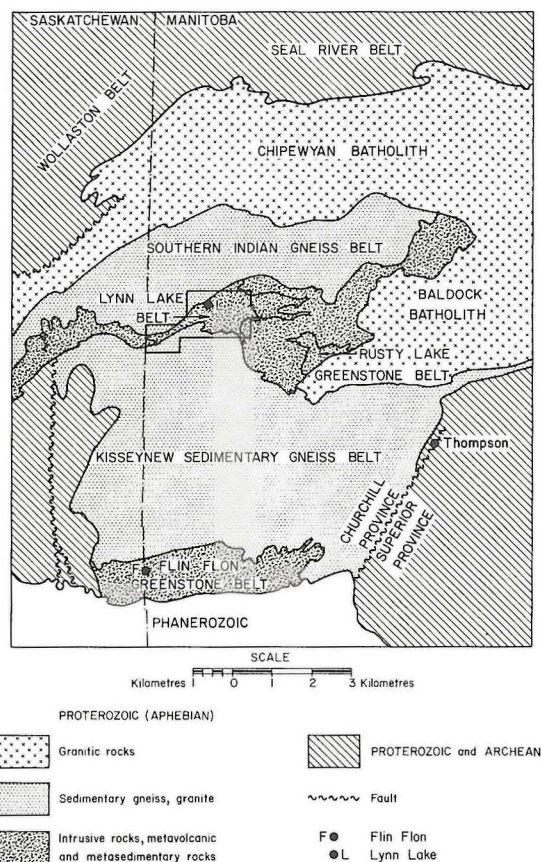 SASKATCHEWAN MANITOBA
SEAL RIVER BELT
WOLLASTON BELT
CHIPEWYAN BATHOLITH
SOUTHERN INDIAN GNEISS BELT
LYNN LAKE
BELT
BALDOCK
BATHOLITH
RUSTY LAKE
GREENSTONE BELT
Thompson
KISSEYNEW SEDIMENTARY GNEISS BELT
CHURCHILL
PROVINCE
SUPERIOR
PROVINCE
F FLIN FLON
GREENSTONE BELT
PHANEROZOIC
SCALE
Kilometres 1 0 1 2 3 Kilometres
PROTEROZOIC (APHEBIAN)
Granitic rocks
PROTEROZOIC and ARCHEAN
Sedimentary gneiss, granite
Fault
Intrusive rocks, metavolcanic
and metasedimentary rocks
F Flin Flon
L Lynn Lake